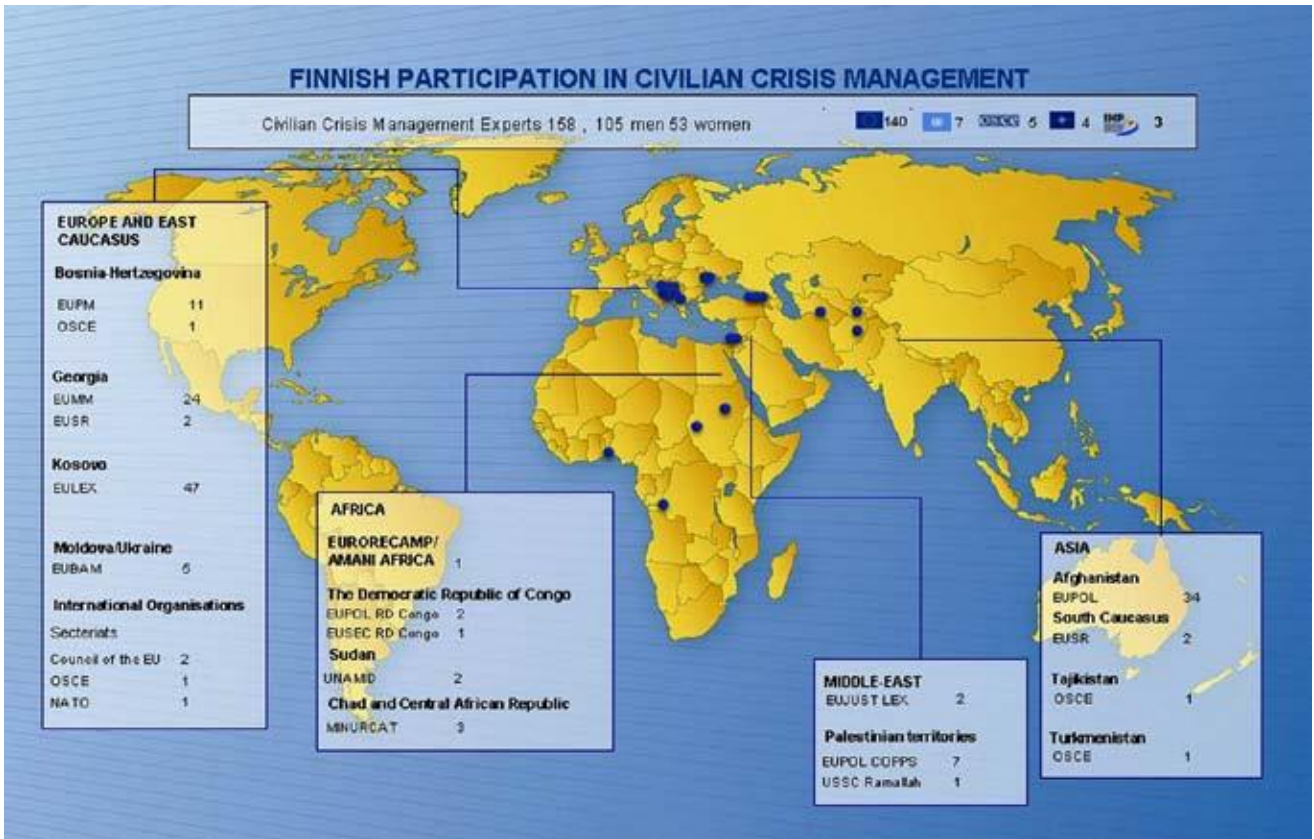 FINNISH PARTICIPATION IN CIVILIAN CRISIS MANAGEMENT
Civilian Crisis Management Experts 158 , 105 men 53 women
140 7 5 4 3
EUROPE AND EAST
CAUCASUS
Bosnia-Hertzegovina
EUPM 11
OSCE 1
Georgia
EUMM 24
EUSR 2
Kosovo
EULEX 47
Moldova/Ukraine
EUBAM 5
International Organisations
Secteriats
Council of the EU 2
OSCE 1
NATO 1
AFRICA
EURORECAMP/
AMANI AFRICA 1
The Democratic Republic of Congo
EUPOL RD Congo 2
EUSEC RD Congo 1
Sudan
UNAMID 2
Chad and Central African Republic
MINURCAT 3
MIDDLE-EAST
EUJUST LEX 2
Palestinian territories
EUPOL COPPS 7
USSC Ramallah 1
ASIA
Afghanistan
EUPOL 34
South Caucasus
EUSR 2
Tajikistan
OSCE 1
Turkmenistan
OSCE 1